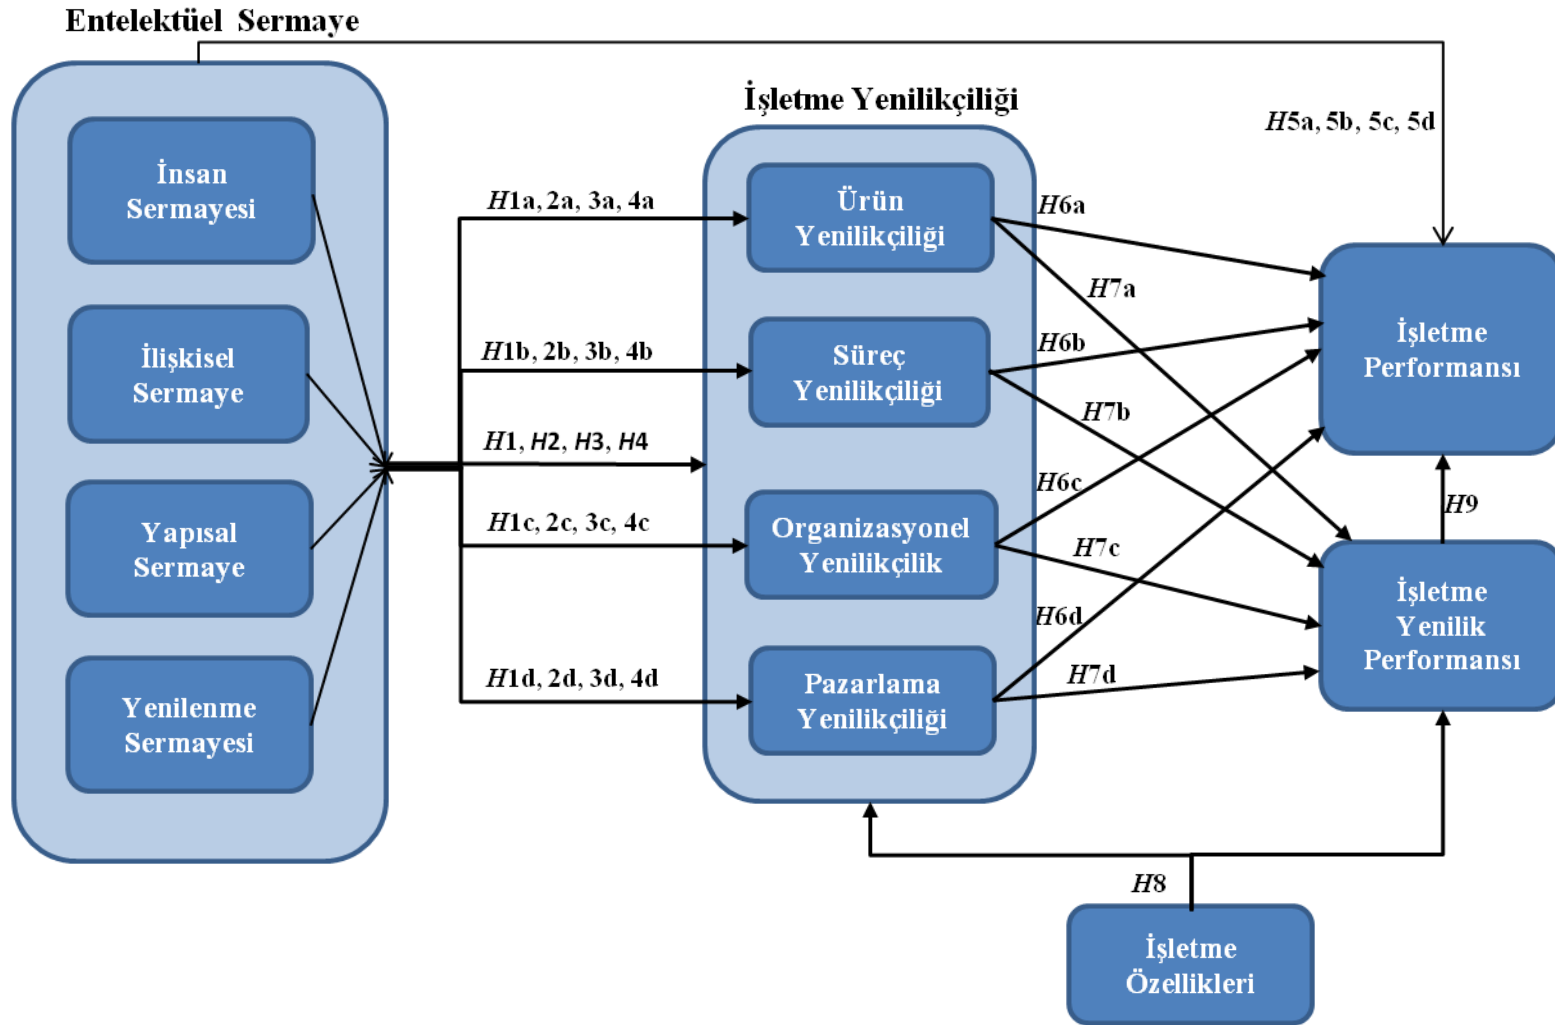 Entelektüel Sermaye
İnsan
Sermayesi
İlişkisel
Sermaye
Yapısal
Sermaye
Yenilenme
Sermayesi
H1a, 2a, 3a, 4a
H1b, 2b, 3b, 4b
H1, H2, H3, H4
H1c, 2c, 3c, 4c
H1d, 2d, 3d, 4d
İşletme Yenilikçiliği
Ürün
Yenilikçiliği
Süreç
Yenilikçiliği
Organizasyonel
Yenilikçilik
Pazarlama
Yenilikçiliği
H5a, 5b, 5c, 5d
H6a
H7a
H6b
H7b
H6c
H7c
H6d
H7d
İşletme
Performansı
H9
İşletme
Yenilik
Performansı
H8
İşletme
Özellikleri